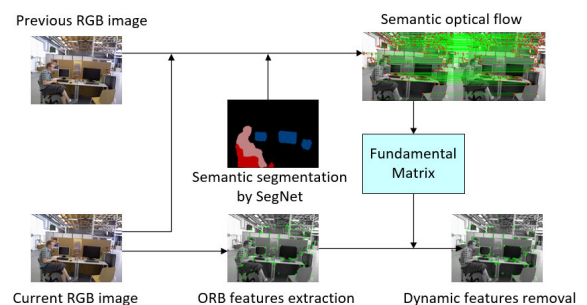 Previous RGB image
Semantic optical flow
Semantic segmentation
by SegNet
Fundamental
Matrix
Current RGB image
ORB features extraction
Dynamic features removal